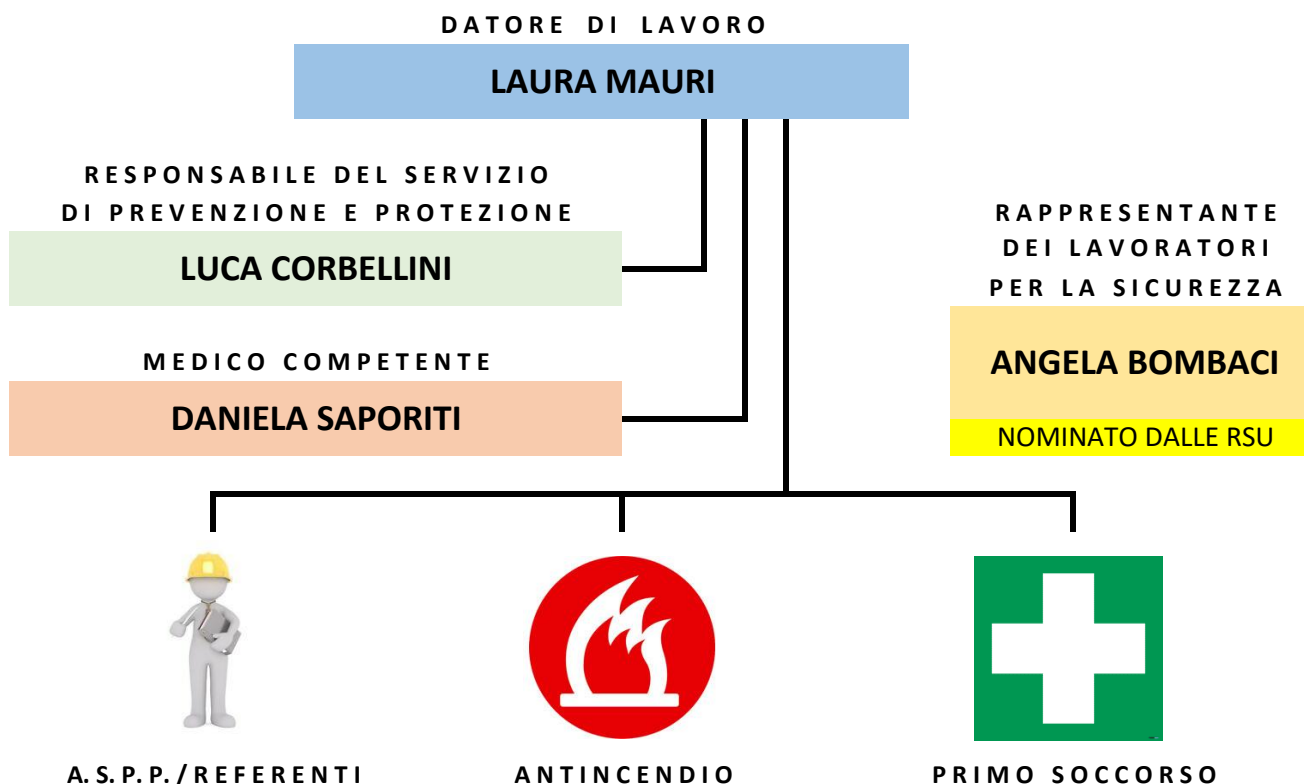 DATORE DI LAVORO
LAURA MAURI
RESPONSABILE DEL SERVIZIO
DI PREVENZIONE E PROTEZIONE
LUCA CORBELLINI
MEDICO COMPETENTE
DANIELA SAPORITI
RAPPRESENTANTE
DEI LAVORATORI
PER LA SICUREZZA
ANGELA BOMBACI
NOMINATO DALLE RSU
A.S.P.P./REFERENTI
ANTINCENDIO
PRIMO SOCCORSO